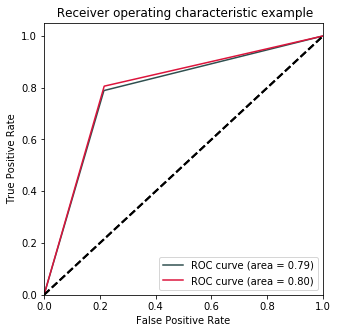 Receiver operating characteristic example
True Positive Rate
1.0
0.8
0.6
0.4
0.2
0.0
ROC curve (area = 0.79)
ROC curve (area = 0.80)
0.0 0.2 0.4 0.6 0.8 1.0
False Positive Rate